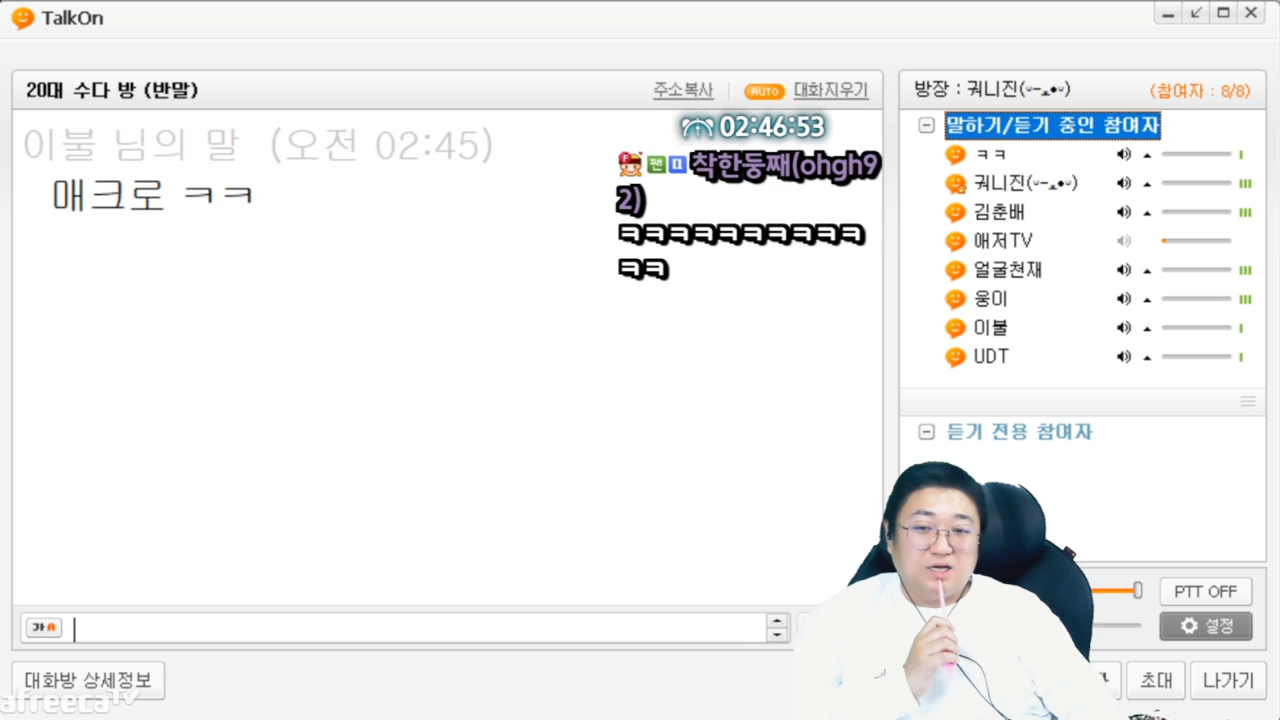 TalkOn
20대 수다 방 (반말)
주소복사
AUTO
대화지우기
이불 님의 말 (오전 02:45)
매크로 ㅋㅋ
02:46:53
F 팬 착한둥째(ohgh9
2)
ㅋㅋㅋㅋㅋㅋㅋㅋㅋㅋ
ㅋㅋ
방장 : 궈니진
(참여자 : 8/8)
말하기/듣기 중인 참여자
ㅋㅋ
궈니진
김춘배
애저TV
얼굴천재
웅이
이불
UDT
듣기 전용 참여자
PTT OFF
설정
가a
대화방 상세정보
초대
나가기
afreecaTV